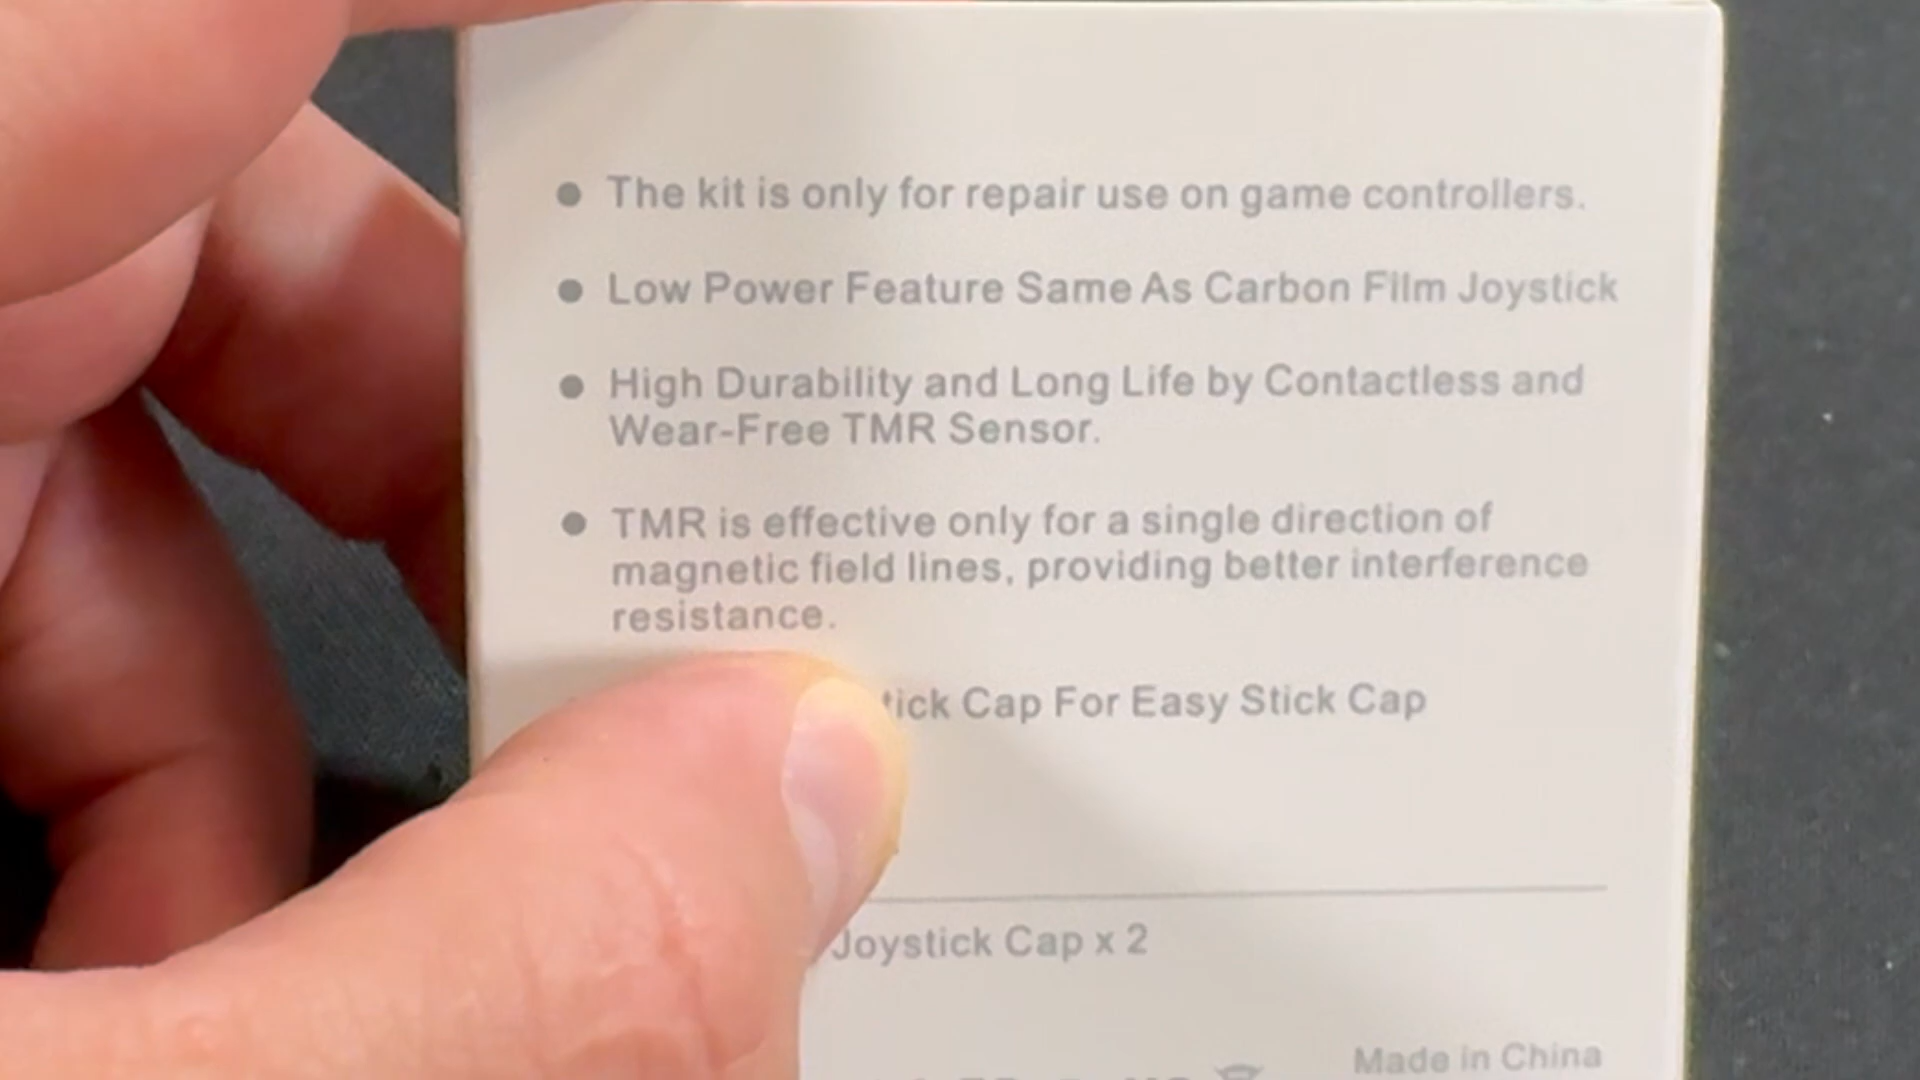 ● The kit is only for repair use on game controllers.
● Low Power Feature Same As Carbon Film Joystick
● High Durability and Long Life by Contactless and
Wear-Free TMR Sensor.
● TMR is effective only for a single direction of
magnetic field lines, providing better interference
resistance.
Cap For Easy Stick Cap
Joystick Cap x 2
Made in China